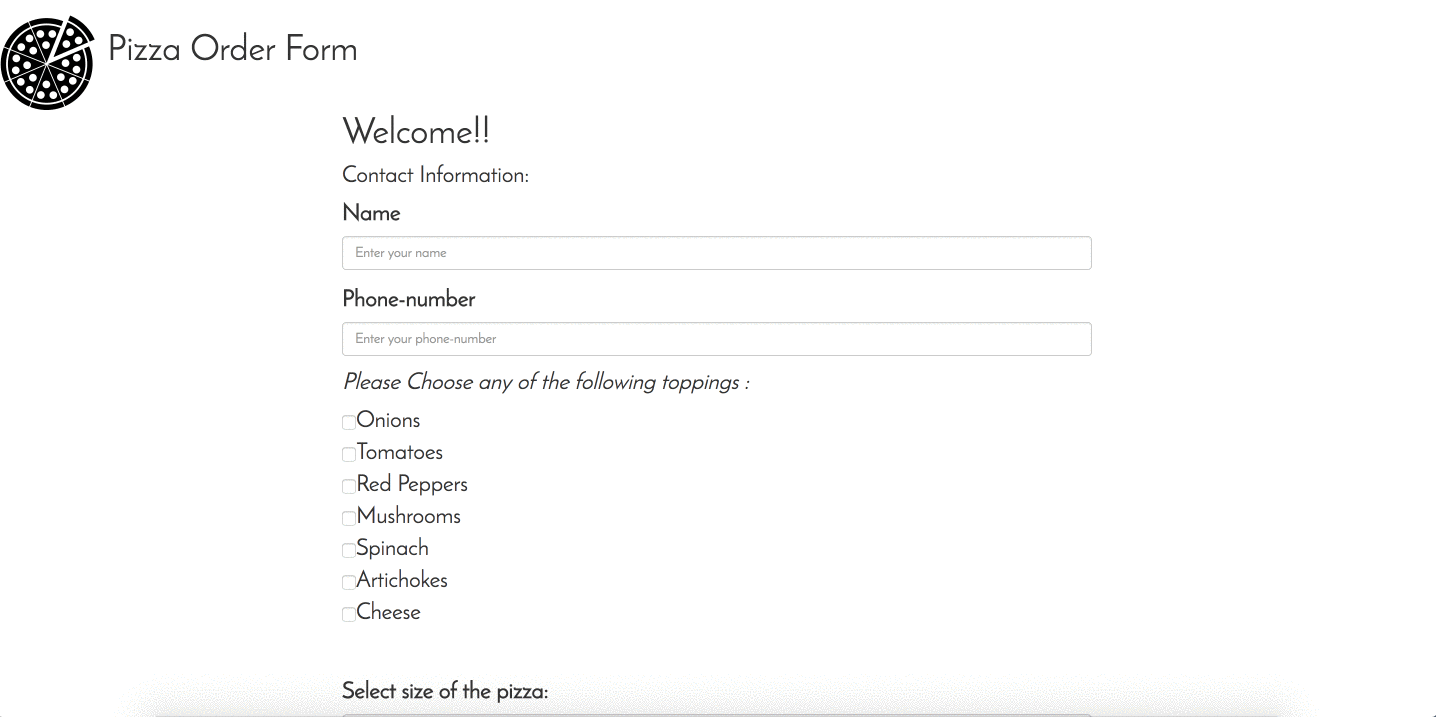 Pizza Order Form
Welcome!!
Contact Information:
Name
Enter your name
Phone-number
Enter your phone-number
Please Choose any of the following toppings :
Onions
Tomatoes
Red Peppers
Mushrooms
Spinach
Artichokes
Cheese
Select size of the pizza: